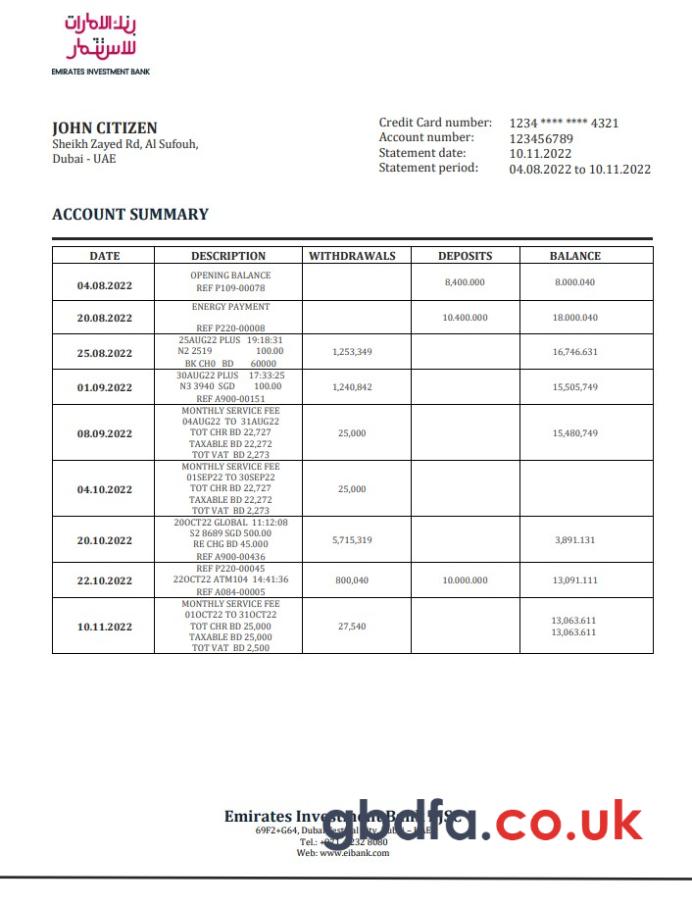 بنك الإمارات
للاستثمار
EMIRATES INVESTMENT BANK
JOHN CITIZEN
Sheikh Zayed Rd, Al Sufouh,
Dubai - UAE
Credit Card number: 1234 **** **** 4321
Account number: 123456789
Statement date: 10.11.2022
Statement period: 04.08.2022 to 10.11.2022
ACCOUNT SUMMARY
DATE DESCRIPTION WITHDRAWALS DEPOSITS BALANCE
04.08.2022 OPENING BALANCE 8,400.000 8.000.040
REF P109-00078
20.08.2022 ENERGY PAYMENT 10.400.000 18.000.040
REF P220-00008
25AUG22 PLUS 19:18:31
25.08.2022 N2 2519 100.00 1,253,349 16,746.631
BK CH0 BD 60000
30AUG22 PLUS 17:33:25
01.09.2022 N3 3940 SGD 100.00 1,240,842 15,505,749
REF A900-00151
MONTHLY SERVICE FEE
04AUG22 TO 31AUG22
08.09.2022 TOT CHR BD 22,727 25,000 15,480,749
TAXABLE BD 22,272
TOT VAT BD 2,273
MONTHLY SERVICE FEE
01SEP22 TO 30SEP22
04.10.2022 TOT CHR BD 22,727 25,000
TAXABLE BD 22,272
TOT VAT BD 2,273
20OCT22 GLOBAL 11:12:08
S2 8689 SGD 500.00
20.10.2022 RE CHG BD 45.000 5,715,319 3,891.131
REF A900-00436
REF P220-00045
22.10.2022 22OCT22 ATM104 14:41:36 800,040 10.000.000 13,091.111
REF A084-00005
MONTHLY SERVICE FEE
01OCT22 TO 31OCT22 13,063.611
10.11.2022 TOT CHR BD 25,000 27,540 13,063.611
TAXABLE BD 25,000
TOT VAT BD 2,500
Emirates Investment Bank PJSC
gbdfa.co.uk
69F2+G64, Dubai Festival City, Dubai – UAE
Tel.: 232 8080
Web: www.eibank.com